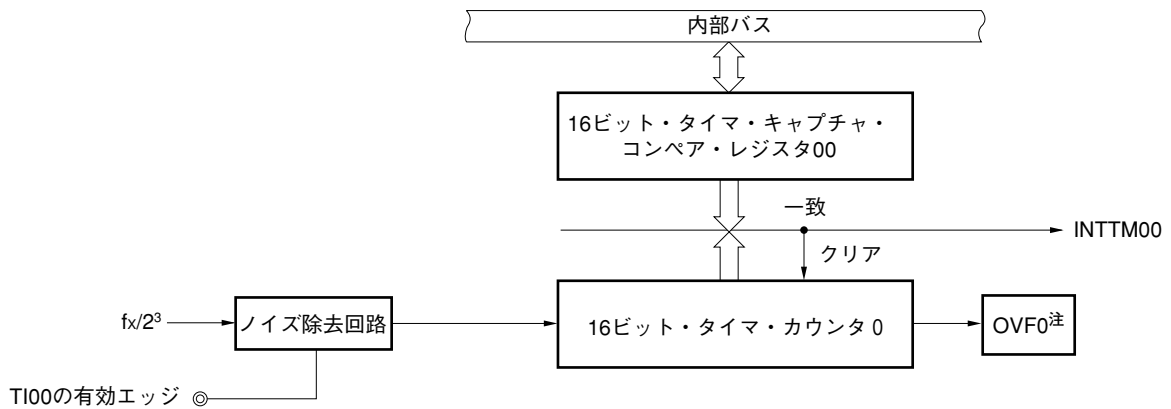 内部バス
16ビット・タイマ・キャプチャ・
コンペア・レジスタ00
一致
INTTM00
クリア
fx/2³
ノイズ除去回路
16ビット・タイマ・カウンタ 0
OVF0注
TI00の有効エッジ